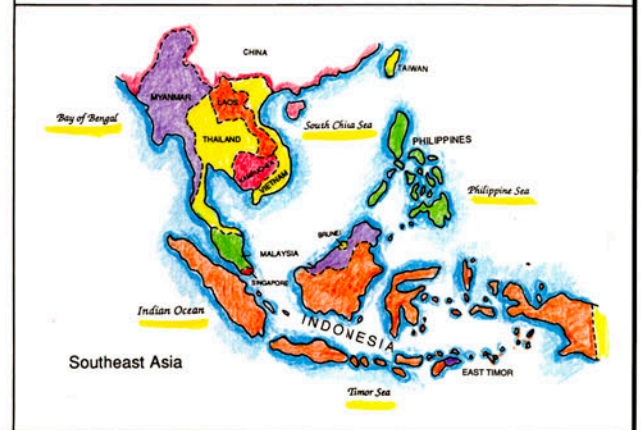 CHINA
TAIWAN
MYANMAR
LAOS
Bay of Bengal
South China Sea
THAILAND
PHILIPPINES
KAMPUCHEA
VIETNAM
Philippine Sea
BRUNEI
MALAYSIA
SINGAPORE
Indian Ocean
INDONESIA
Southeast Asia
EAST TIMOR
Timor Sea